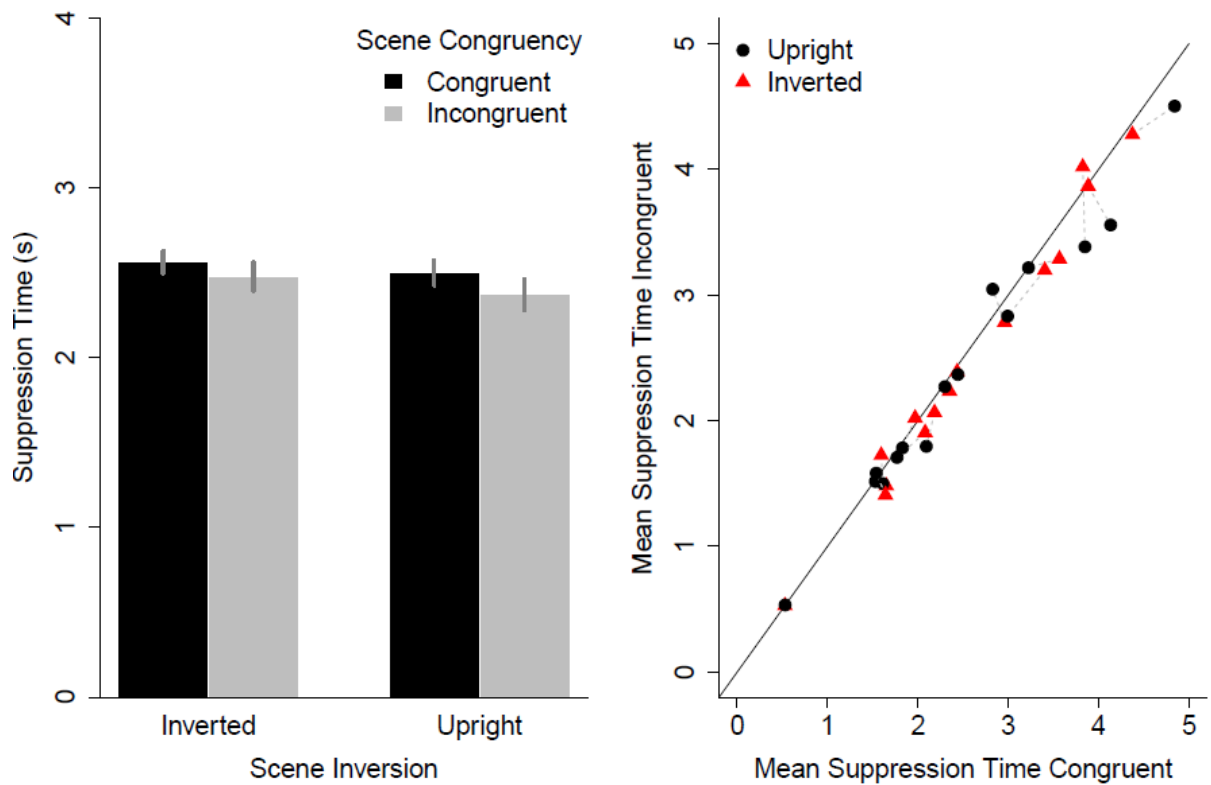 4
3
2
1
0
Suppression Time (s)
Scene Congruency
Congruent
Incongruent
Inverted
Upright
Scene Inversion
5
4
3
2
1
0
Mean Suppression Time Incongruent
Upright
Inverted
0 1 2 3 4 5
Mean Suppression Time Congruent